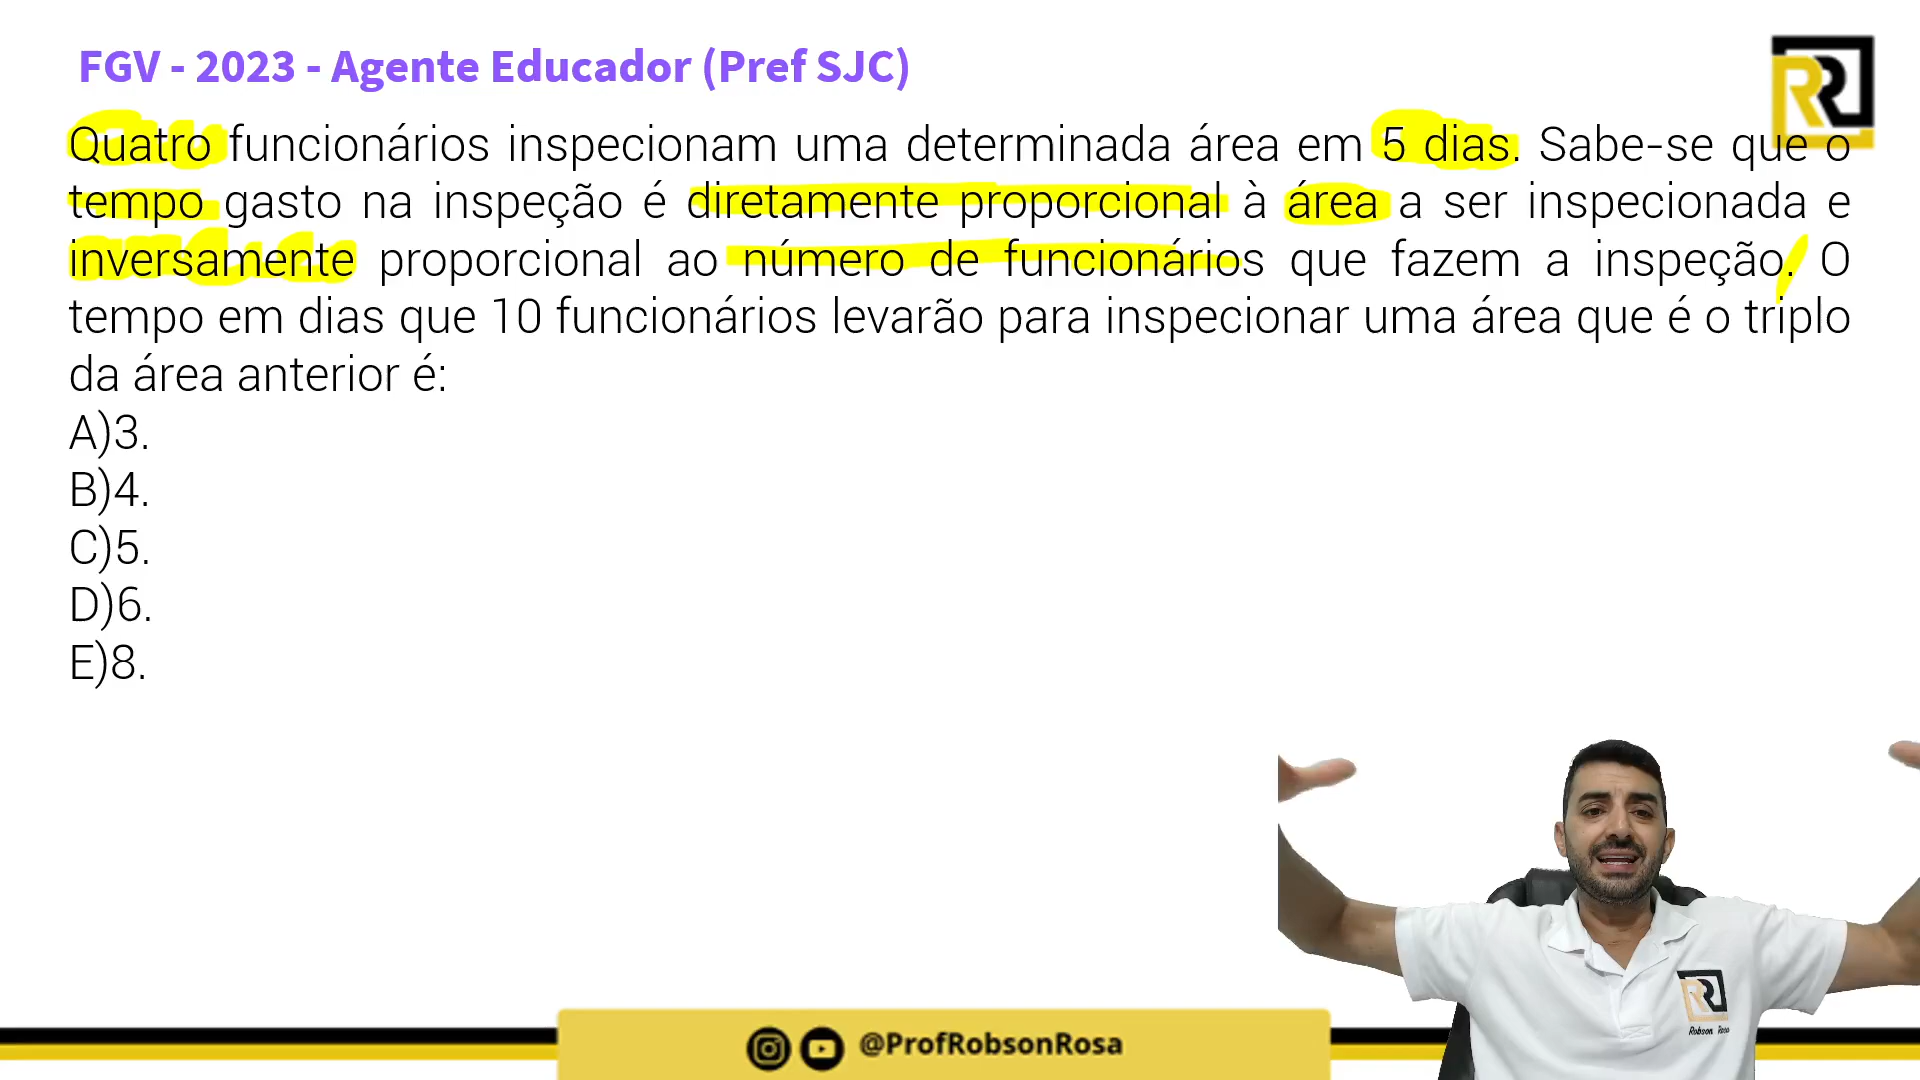 FGV - 2023 - Agente Educador (Pref SJC)
Quatro funcionários inspecionam uma determinada área em 5 dias. Sabe-se que o
tempo gasto na inspeção é diretamente proporcional à área a ser inspecionada e
inversamente proporcional ao número de funcionários que fazem a inspeção. O
tempo em dias que 10 funcionários levarão para inspecionar uma área que é o triplo
da área anterior é:
A)3.
B)4.
C)5.
D)6.
E)8.
Robson Rosa
@ProfRobsonRosa